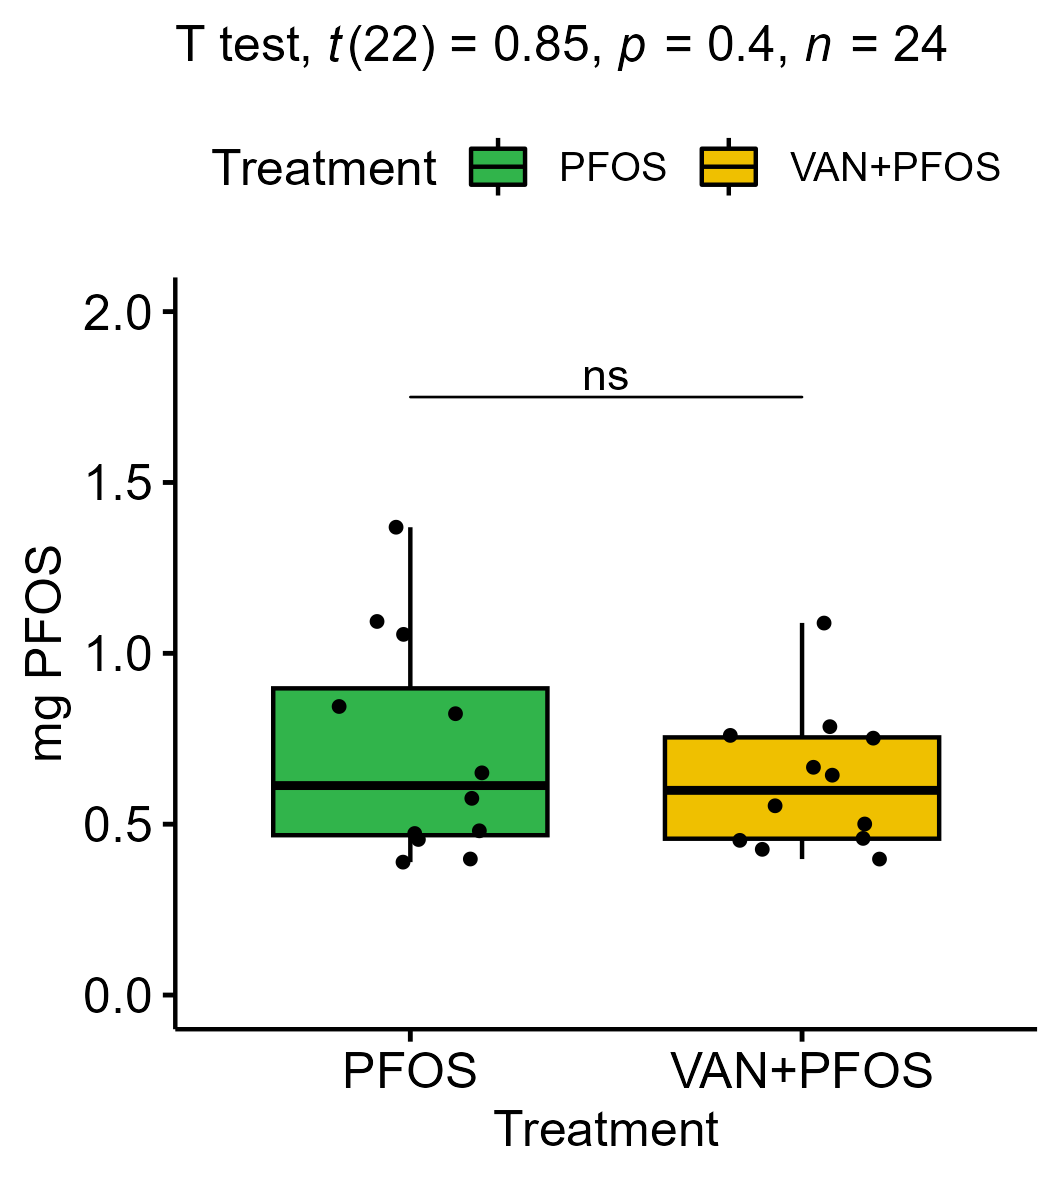 T test, t(22) = 0.85, p = 0.4, n = 24
Treatment PFOS VAN+PFOS
2.0
ns
1.5
mg PFOS
1.0
0.5
0.0
PFOS VAN+PFOS
Treatment